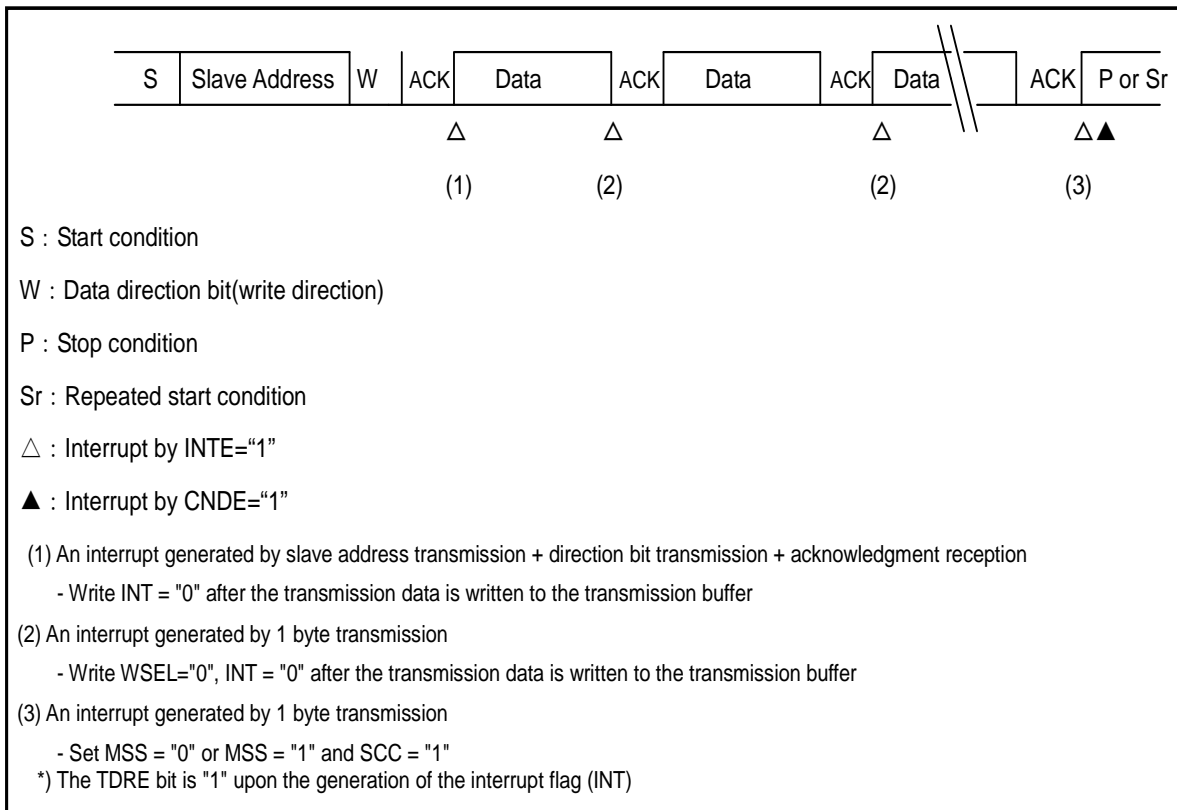 S Slave Address W ACK Data ACK Data ACK Data ACK P or Sr
△ △ △ △▲
(1) (2) (2) (3)
S : Start condition
W : Data direction bit(write direction)
P : Stop condition
Sr : Repeated start condition
△ : Interrupt by INTE=“1”
▲ : Interrupt by CNDE=“1”
(1) An interrupt generated by slave address transmission + direction bit transmission + acknowledgment reception
- Write INT = "0" after the transmission data is written to the transmission buffer
(2) An interrupt generated by 1 byte transmission
- Write WSEL="0", INT = "0" after the transmission data is written to the transmission buffer
(3) An interrupt generated by 1 byte transmission
- Set MSS = "0" or MSS = "1" and SCC = "1"
*) The TDRE bit is "1" upon the generation of the interrupt flag (INT)